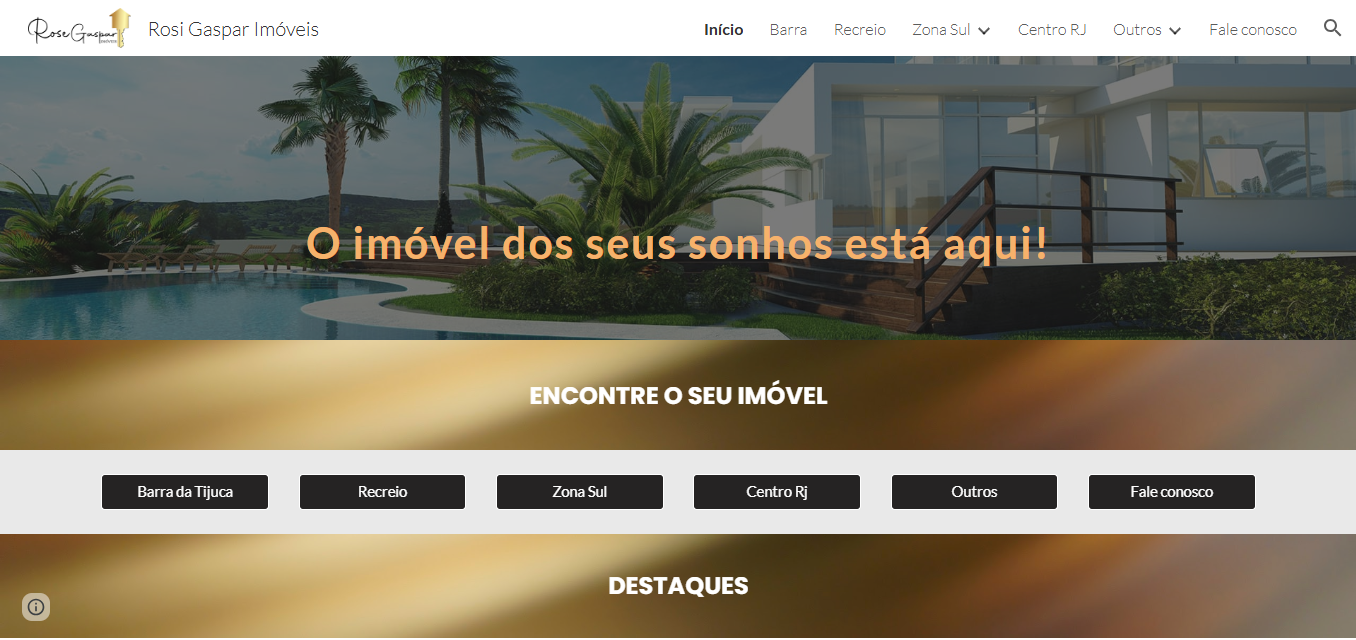 Rose Gaspar
IMÓVEIS
Rosi Gaspar Imóveis
Início
Barra
Recreio
Zona Sul
Centro RJ
Outros
Fale conosco
O imóvel dos seus sonhos está aqui!
ENCONTRE O SEU IMÓVEL
Barra da Tijuca
Recreio
Zona Sul
Centro Rj
Outros
Fale conosco
DESTAQUES